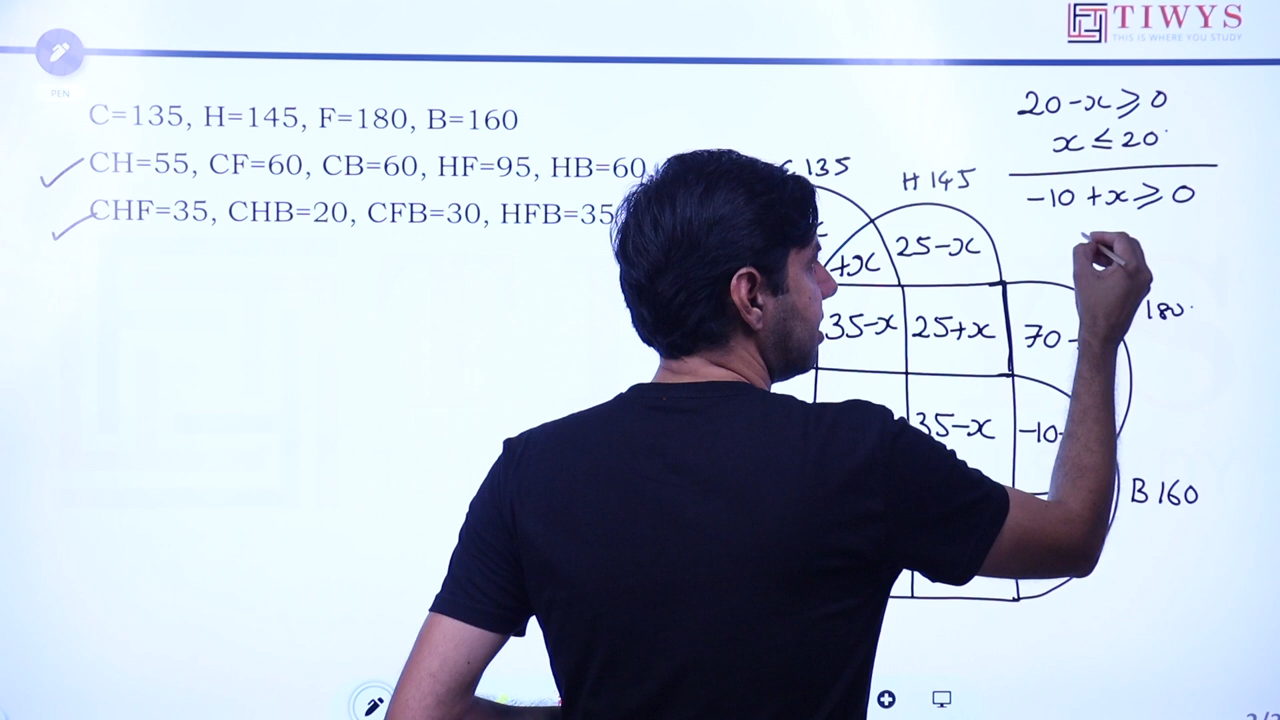 TIWYS
THIS IS WHERE YOU STUDY
PEN
C=135, H=145, F=180, B=160
CH=55, CF=60, CB=60, HF=95, HB=60,
CHF=35, CHB=20, CFB=30, HFB=35
20-x≥0
x≤20
-10+x≥0
135
H 145
+x
25-x
35-x
25+x
70-
180
35-x
-10
B 160